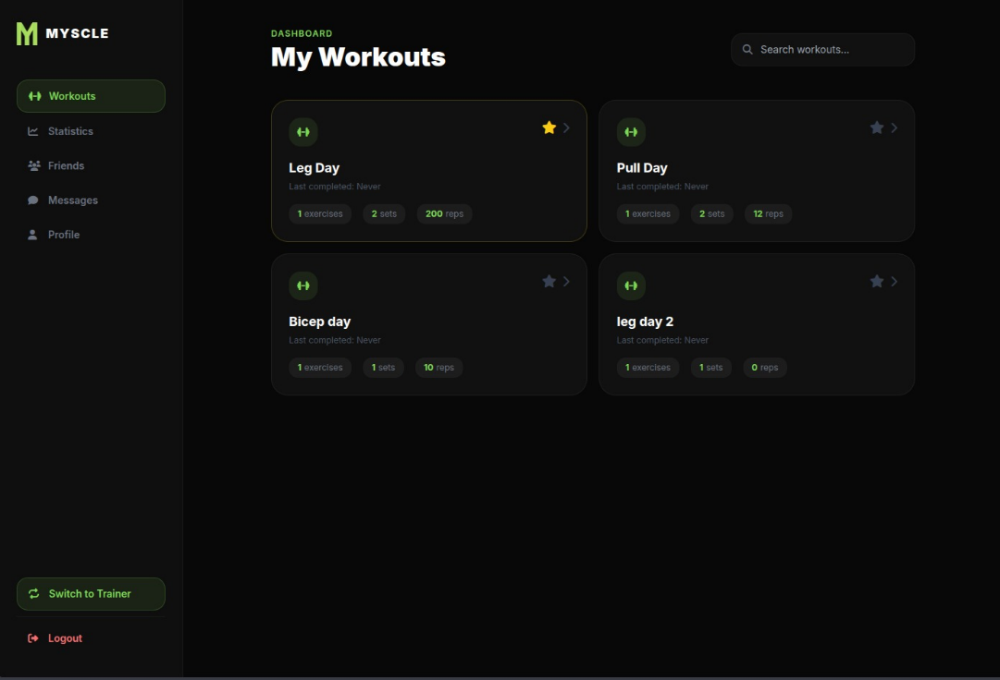 MYSCLE
Workouts
Statistics
Friends
Messages
Profile
Switch to Trainer
Logout
DASHBOARD
My Workouts
Search workouts...
Leg Day
Last completed: Never
1 exercises 2 sets 200 reps
Pull Day
Last completed: Never
1 exercises 2 sets 12 reps
Bicep day
Last completed: Never
1 exercises 1 sets 10 reps
leg day 2
Last completed: Never
1 exercises 1 sets 0 reps